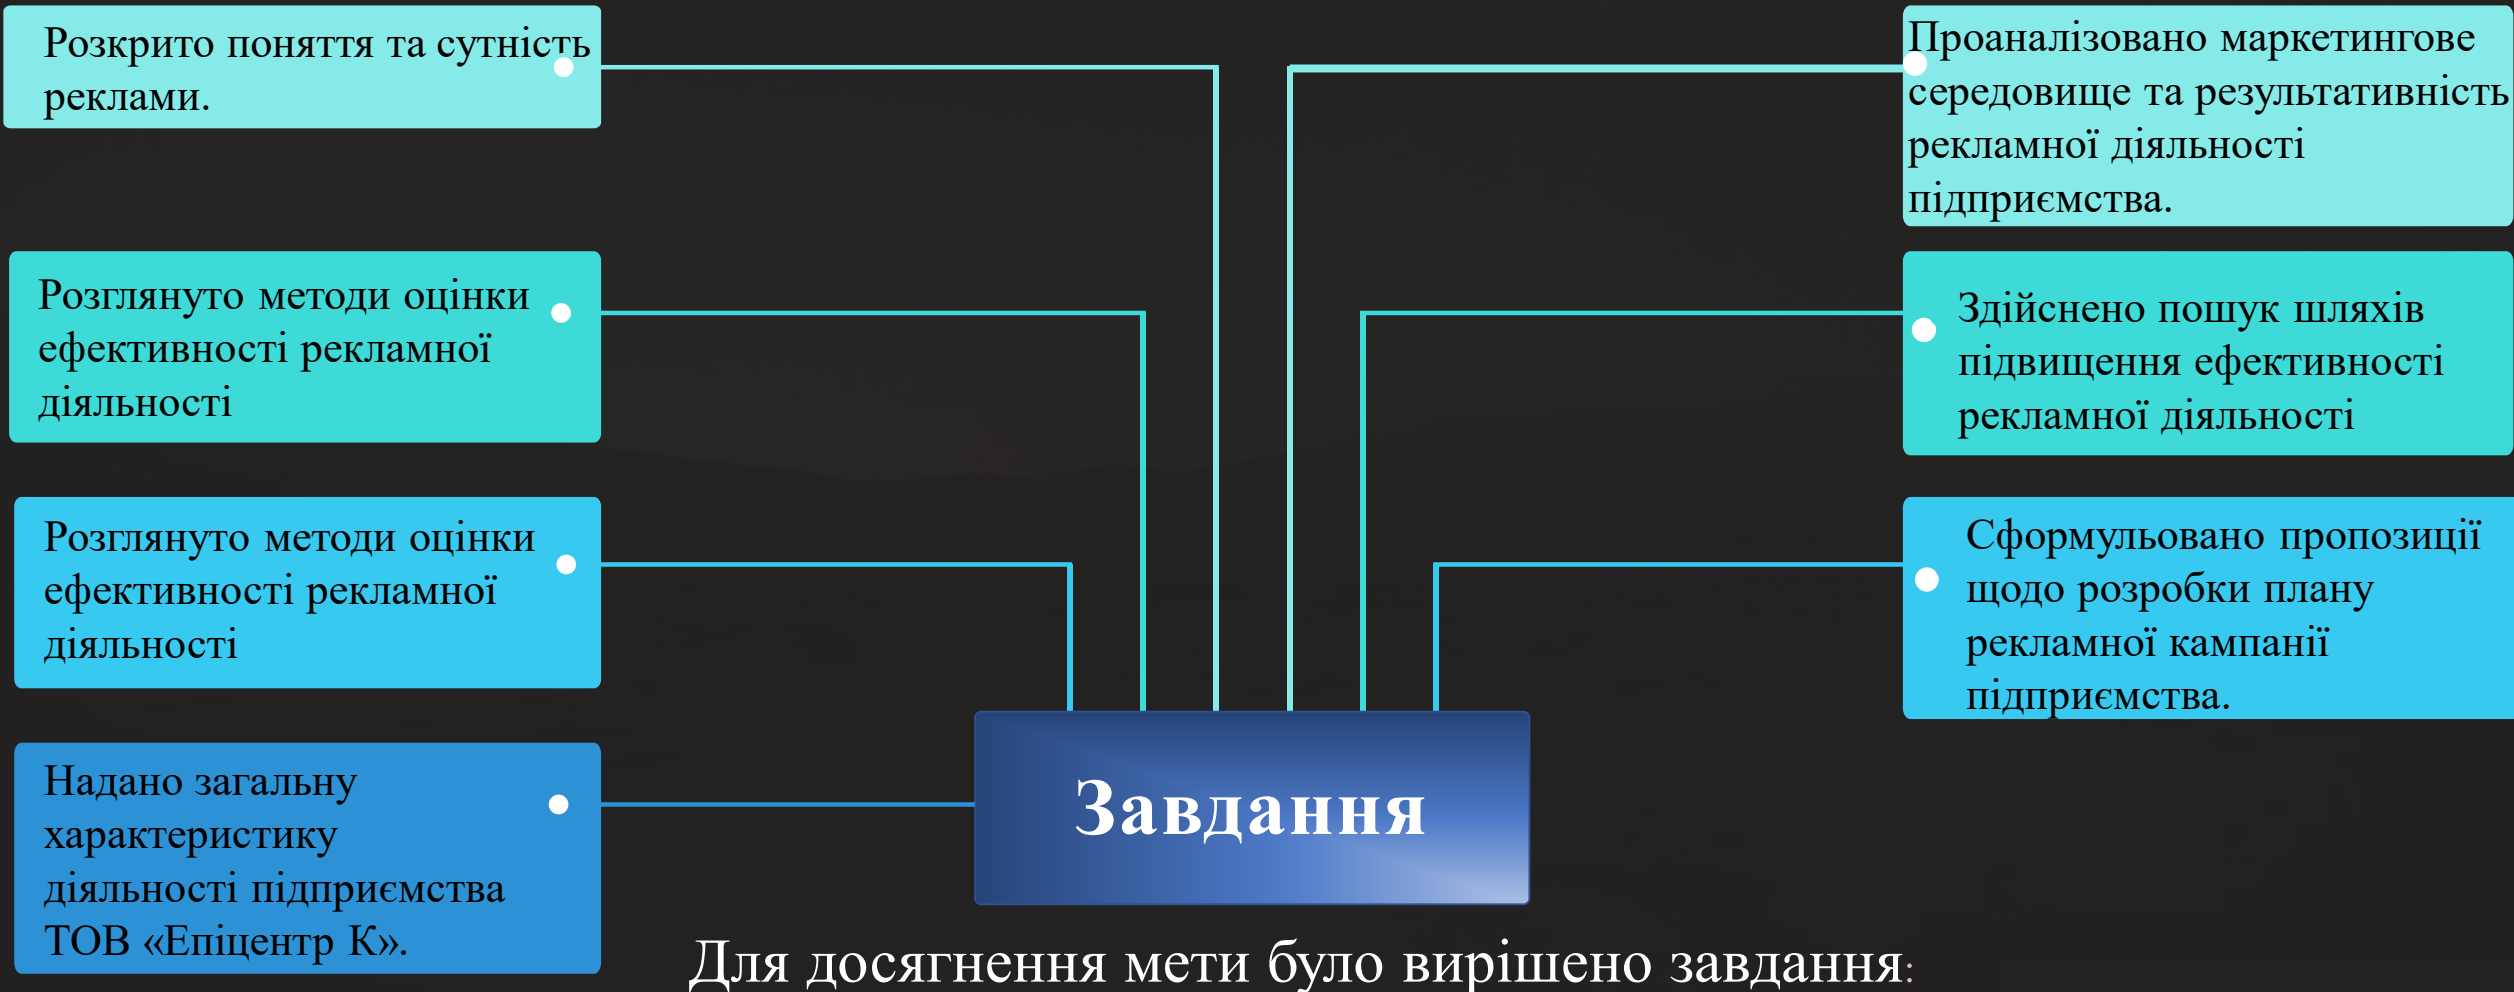 Розкрито поняття та сутність
реклами.
Розглянуто методи оцінки
ефективності рекламної
діяльності
Розглянуто методи оцінки
ефективності рекламної
діяльності
Надано загальну
характеристику
діяльності підприємства
ТОВ «Епіцентр К».
Проаналізовано маркетингове
середовище та результативність
рекламної діяльності
підприємства.
Здійснено пошук шляхів
підвищення ефективності
рекламної діяльності
Сформульовано пропозиції
щодо розробки плану
рекламної кампанії
підприємства.
Завдання
Для досягнення мети було вирішено завдання: